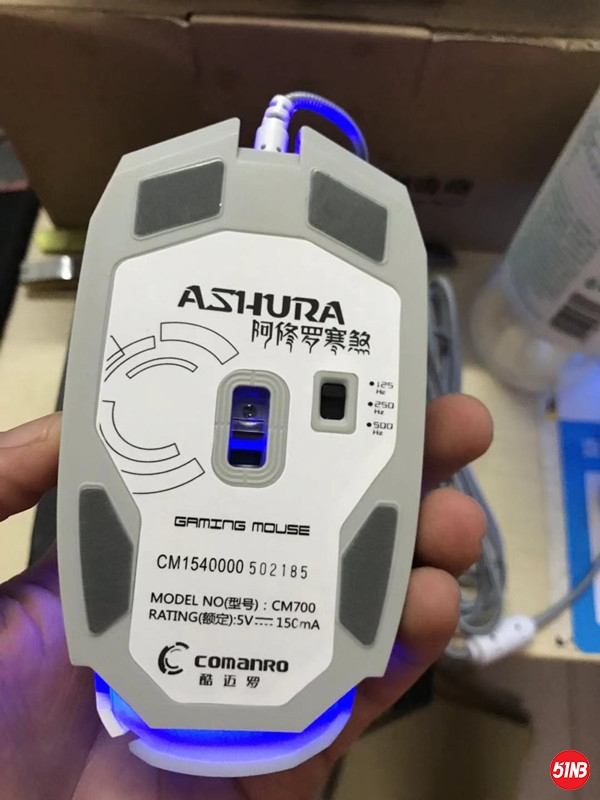 ASHURA
阿修罗寒煞
125
Hz
250
Hz
500
Hz
GAMING MOUSE
CM1540000 502185
MODEL NO(型号) : CM700
RATING(额定):5V⎓150mA
COMANRO
酷迈罗
51NB